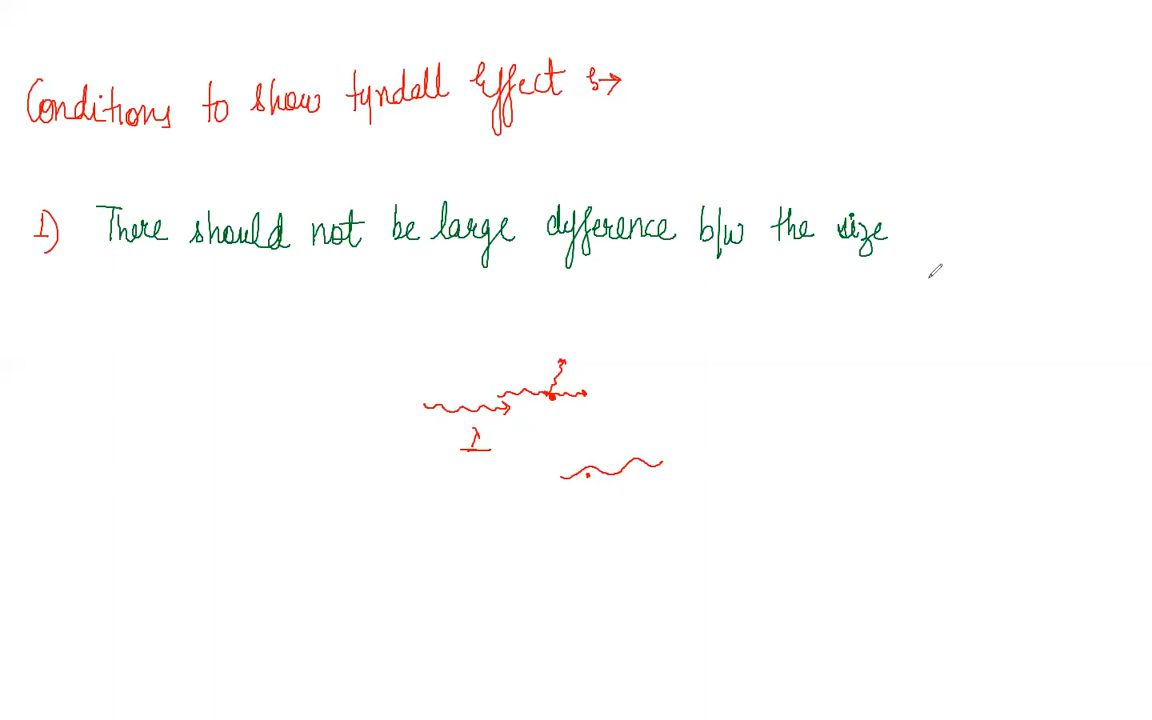 Conditions to show tyndall Effect :→
1) There should not be large difference b/w the size
λ